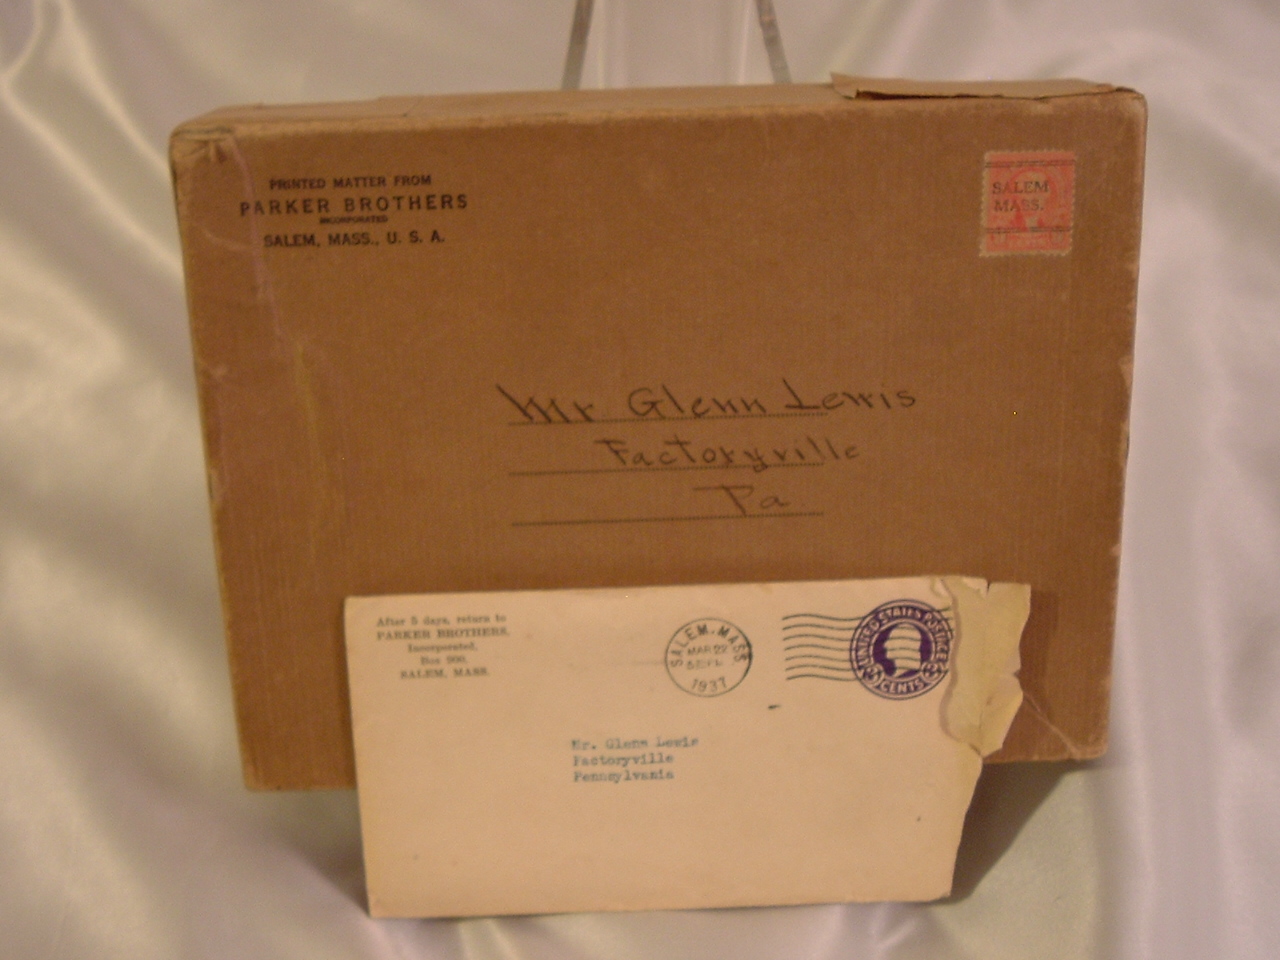 PRINTED MATTER FROM
PARKER BROTHERS
INCORPORATED
SALEM, MASS., U. S. A.
SALEM
MASS.
Mr Glenn Lewis
Factoryville
Pa
After 5 days, return to
PARKER BROTHERS,
Incorporated,
Box 900,
SALEM, MASS.
SALEM. MASS
MAR 22
1937
UNITED STATES POSTAGE
CENTS
Mr. Glenn Lewis
Factoryville
Pennsylvania